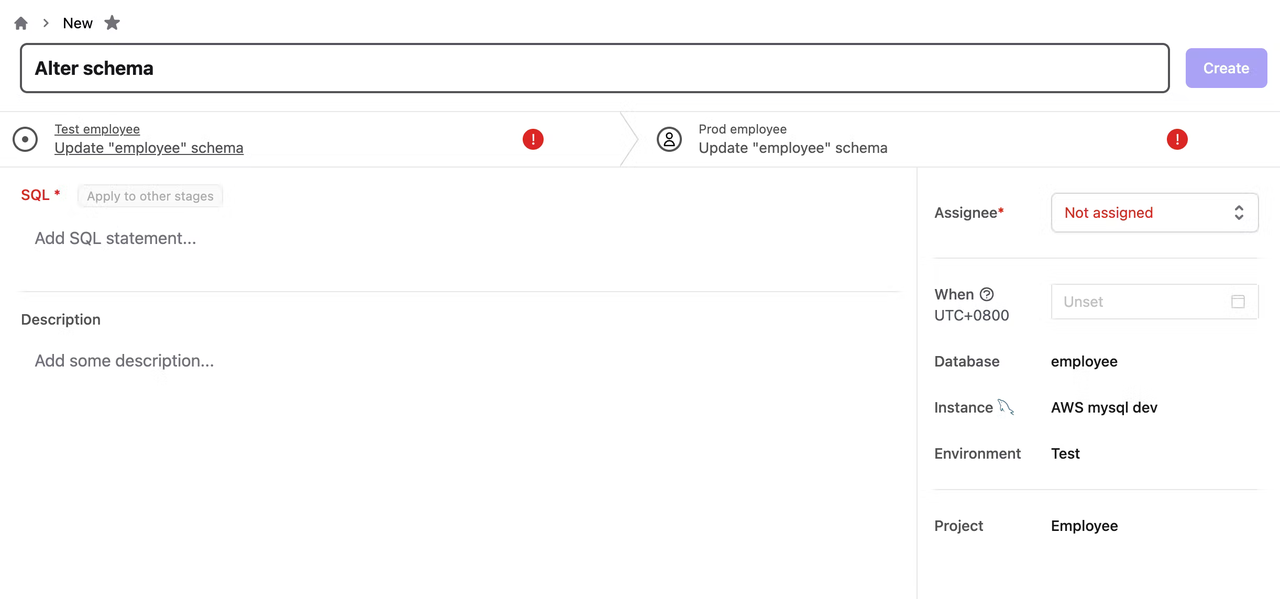 New
Alter schema
Create
Test employee
Update "employee" schema
!
Prod employee
Update "employee" schema
!
SQL *
Apply to other stages
Add SQL statement...
Description
Add some description...
Assignee*
Not assigned
When
UTC+0800
Unset
Database
employee
Instance
AWS mysql dev
Environment
Test
Project
Employee